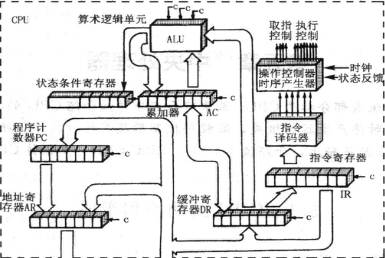 CPU
算术逻辑单元
c
c
c
ALU
取指
控制
执行
控制
操作控制器
时序产生器
时钟
状态反馈
状态条件寄存器
c
累加器
AC
c
指令
译码器
程序计
数器PC
c
指令寄存器
c
IR
地址寄
存器AR
c
缓冲寄
存器DR
c